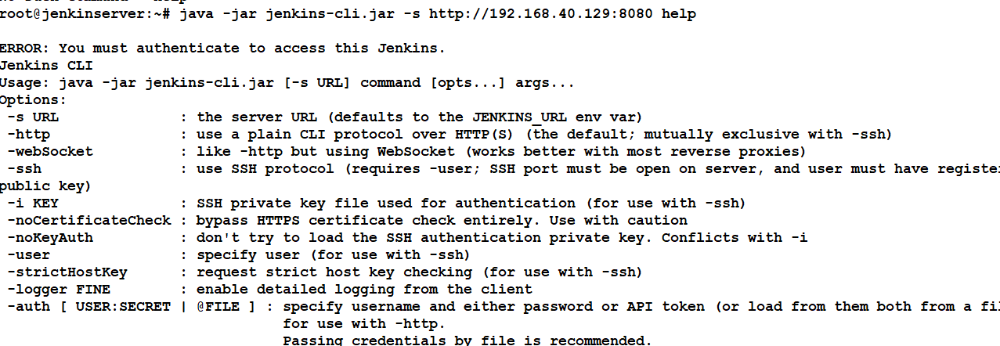 root@jenkinserver:~# java -jar jenkins-cli.jar -s http://192.168.40.129:8080 help
ERROR: You must authenticate to access this Jenkins.
Jenkins CLI
Usage: java -jar jenkins-cli.jar [-s URL] command [opts...] args...
Options:
-s URL : the server URL (defaults to the JENKINS_URL env var)
-http : use a plain CLI protocol over HTTP(S) (the default; mutually exclusive with -ssh)
-webSocket : like -http but using WebSocket (works better with most reverse proxies)
-ssh : use SSH protocol (requires -user; SSH port must be open on server, and user must have register
public key)
-i KEY : SSH private key file used for authentication (for use with -ssh)
-noCertificateCheck : bypass HTTPS certificate check entirely. Use with caution
-noKeyAuth : don't try to load the SSH authentication private key. Conflicts with -i
-user : specify user (for use with -ssh)
-strictHostKey : request strict host key checking (for use with -ssh)
-logger FINE : enable detailed logging from the client
-auth [ USER:SECRET | @FILE ] : specify username and either password or API token (or load from them both from a fi
for use with -http.
Passing credentials by file is recommended.